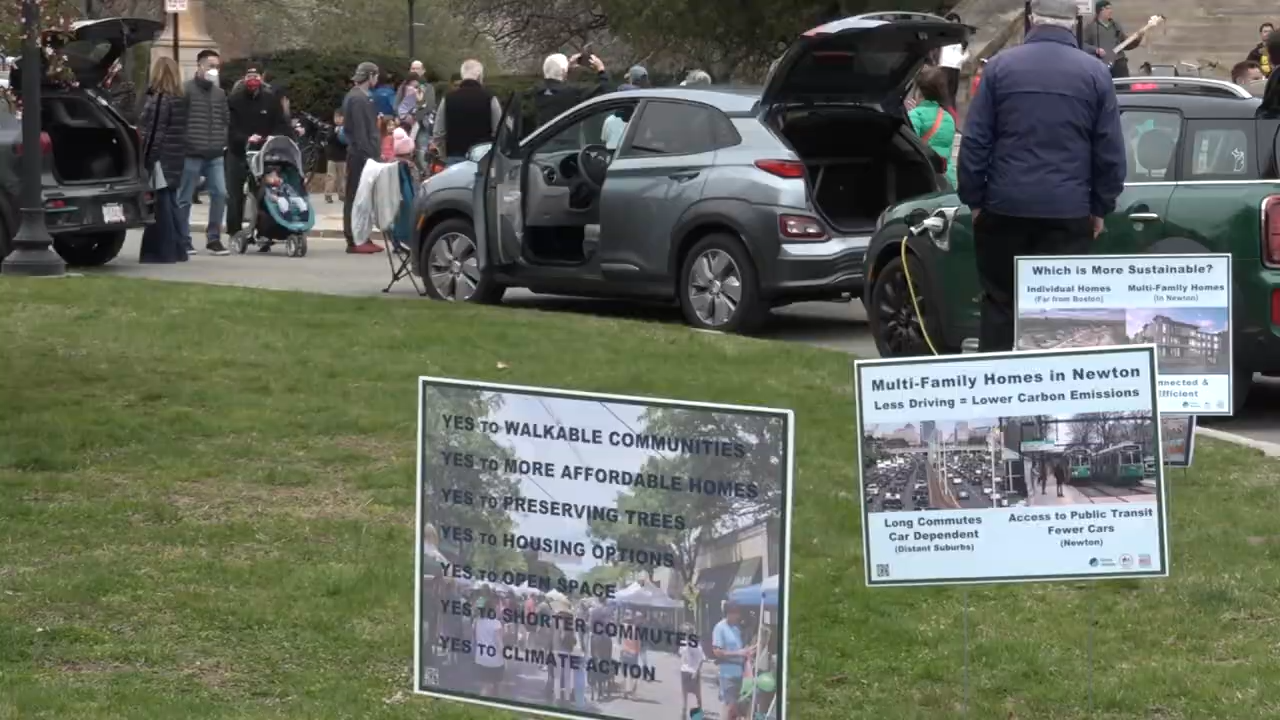 YES TO WALKABLE COMMUNITIES
YES TO MORE AFFORDABLE HOMES
YES TO PRESERVING TREES
YES TO HOUSING OPTIONS
YES TO OPEN SPACE
YES TO SHORTER COMMUTES
YES TO CLIMATE ACTION
Multi-Family Homes in Newton
Less Driving = Lower Carbon Emissions
Long Commutes
Car Dependent
(Distant Suburbs)
Access to Public Transit
Fewer Cars
(Newton)
Which is More Sustainable?
Individual Homes
(Far from Boston)
Multi-Family Homes
(in Newton)
nnected &
fficient